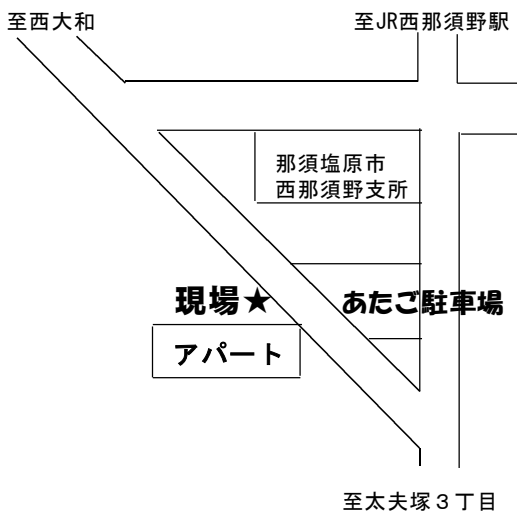 至西大和
至JR西那須野駅
那須塩原市
西那須野支所
現場★
あたご駐車場
アパート
至太夫塚３丁目